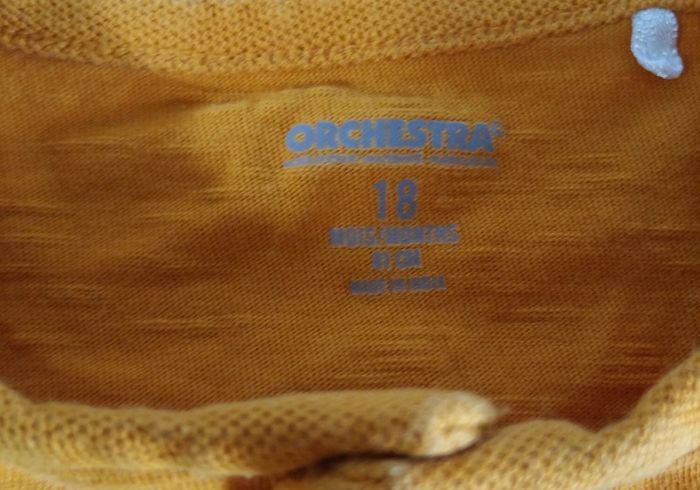 ORCHESTRA
18
MOIS/MONTHS
81 CM
MADE IN INDIA